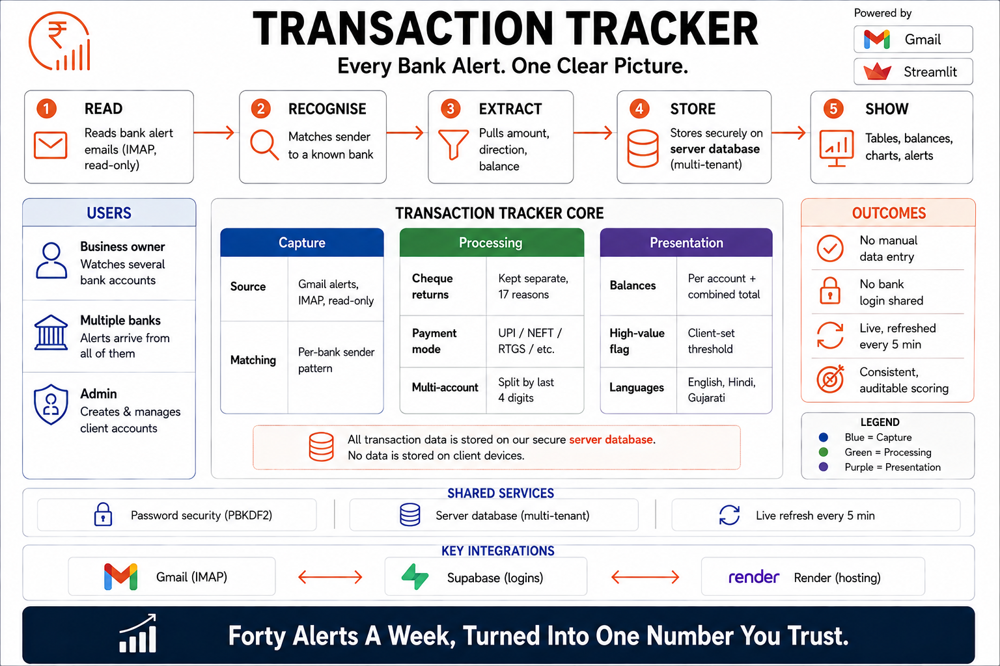 TRANSACTION TRACKER
Every Bank Alert. One Clear Picture.
Powered by
Gmail
Streamlit
1 READ
Reads bank alert
emails (IMAP,
read-only)
2 RECOGNISE
Matches sender
to a known bank
3 EXTRACT
Pulls amount,
direction,
balance
4 STORE
Stores securely on
server database
(multi-tenant)
5 SHOW
Tables, balances,
charts, alerts
USERS
Business owner
Watches several
bank accounts
Multiple banks
Alerts arrive from
all of them
Admin
Creates & manages
client accounts
TRANSACTION TRACKER CORE
Capture
Source
Gmail alerts,
IMAP, read-only
Matching
Per-bank sender
pattern
Processing
Cheque
returns
Kept separate,
17 reasons
Payment
mode
UPI / NEFT /
RTGS / etc.
Multi-account
Split by last
4 digits
Presentation
Balances
Per account +
combined total
High-value
flag
Client-set
threshold
Languages
English, Hindi,
Gujarati
All transaction data is stored on our secure server database.
No data is stored on client devices.
OUTCOMES
No manual
data entry
No bank
login shared
Live, refreshed
every 5 min
Consistent,
auditable scoring
LEGEND
Blue = Capture
Green = Processing
Purple = Presentation
SHARED SERVICES
Password security (PBKDF2)
Server database (multi-tenant)
Live refresh every 5 min
KEY INTEGRATIONS
Gmail (IMAP)
Supabase (logins)
render Render (hosting)
Forty Alerts A Week, Turned Into One Number You Trust.